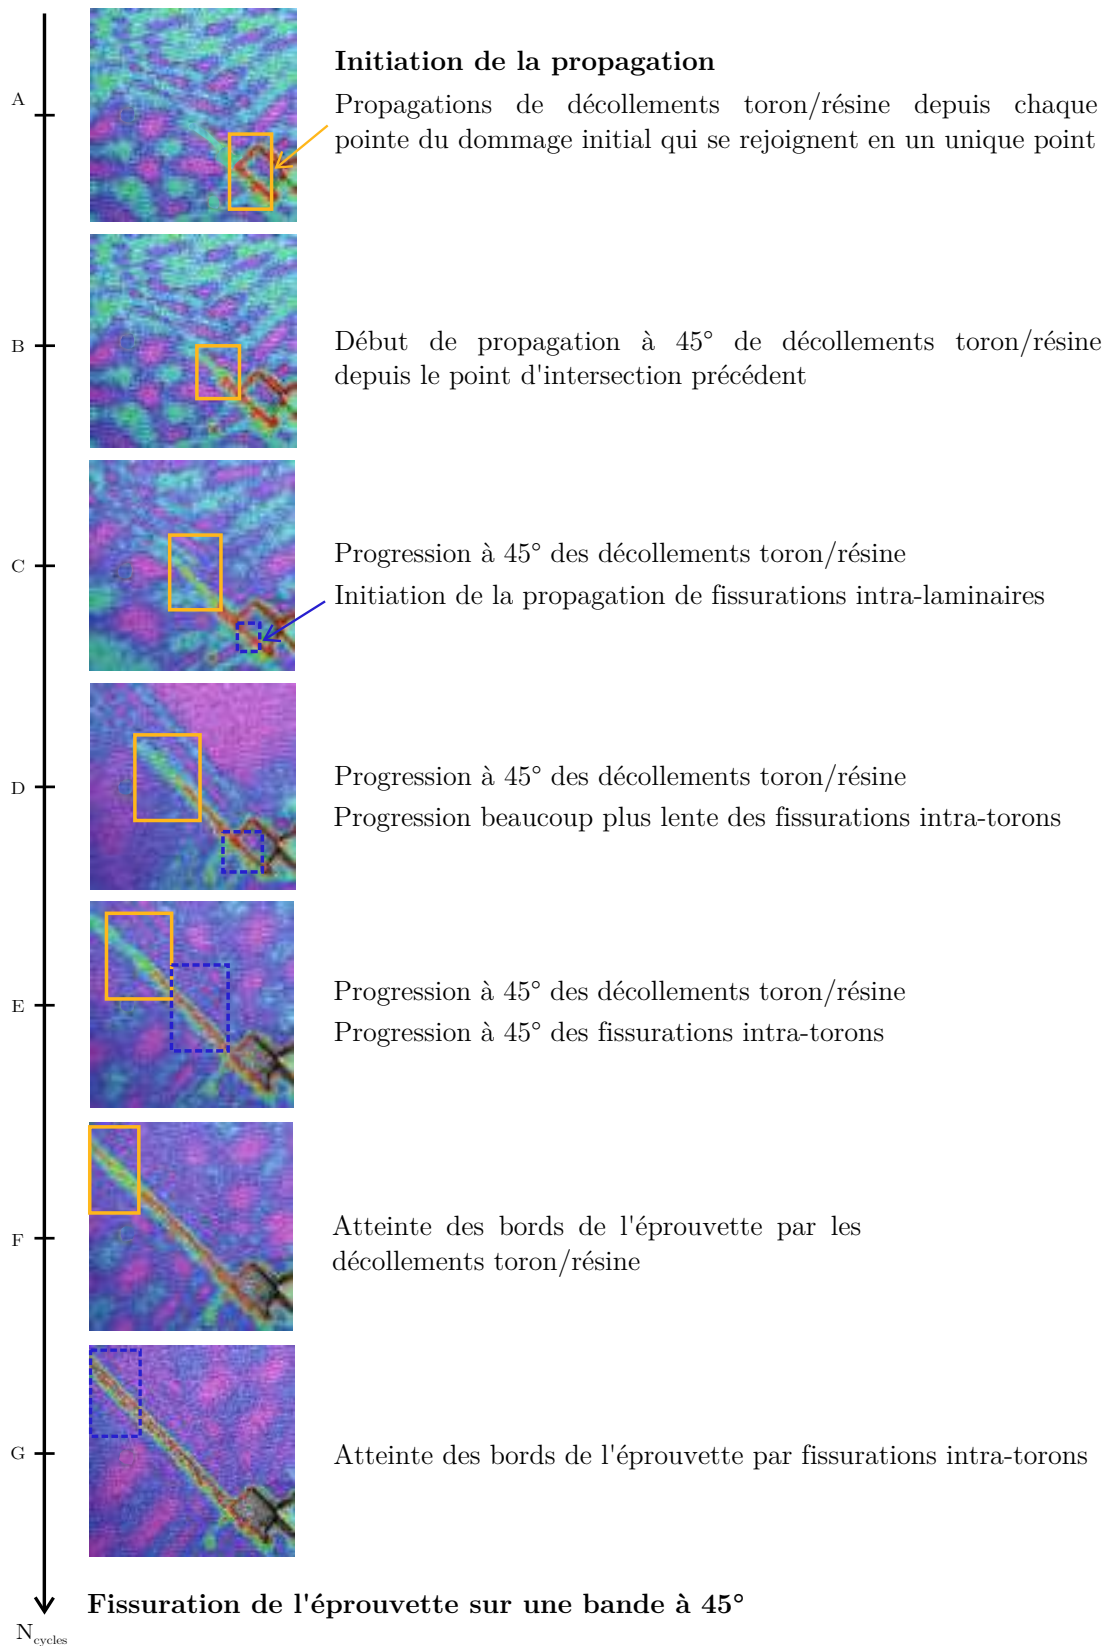 Initiation de la propagation
A
Propagations de décollements toron/résine depuis chaque
pointe du dommage initial qui se rejoignent en un unique point
B
Début de propagation à 45° de décollements toron/résine
depuis le point d'intersection précédent
C
Progression à 45° des décollements toron/résine
Initiation de la propagation de fissurations intra-laminaires
D
Progression à 45° des décollements toron/résine
Progression beaucoup plus lente des fissurations intra-torons
E
Progression à 45° des décollements toron/résine
Progression à 45° des fissurations intra-torons
F
Atteinte des bords de l'éprouvette par les
décollements toron/résine
G
Atteinte des bords de l'éprouvette par fissurations intra-torons
Fissuration de l'éprouvette sur une bande à 45°
Ncycles